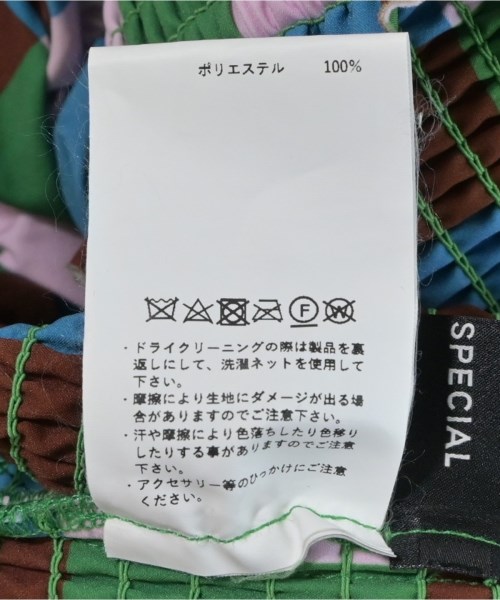 ポリエステル 100%
F W
・ドライクリーニングの際は製品を裏
返しにして、洗濯ネットを使用して
下さい。
・摩擦により生地にダメージが出る場
合がありますのでご注意下さい。
・汗や摩擦により色落ちしたり色移り
したりする事がありますのでご注意
下さい。
・アクセサリー等のひっかけにご注意
ください。
SPECIAL